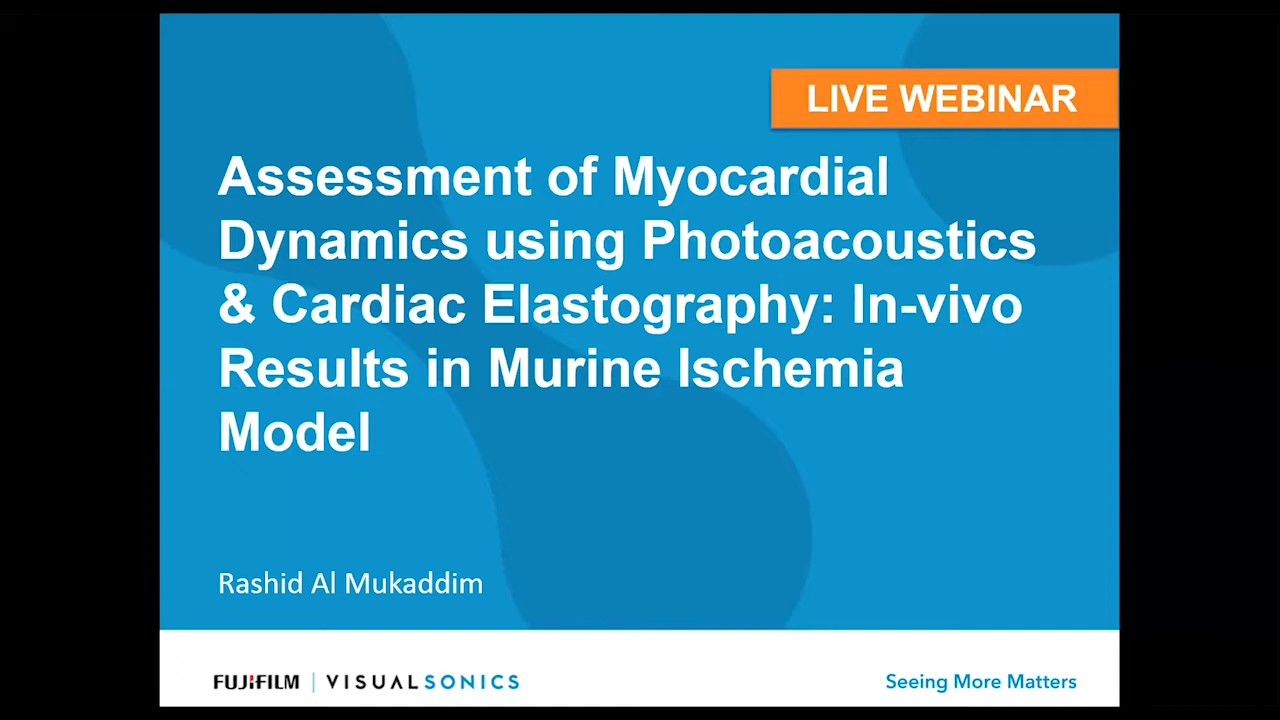 LIVE WEBINAR
Assessment of Myocardial
Dynamics using Photoacoustics
& Cardiac Elastography: In-vivo
Results in Murine Ischemia
Model
Rashid Al Mukaddim
FUJIFILM | VISUALSONICS
Seeing More Matters